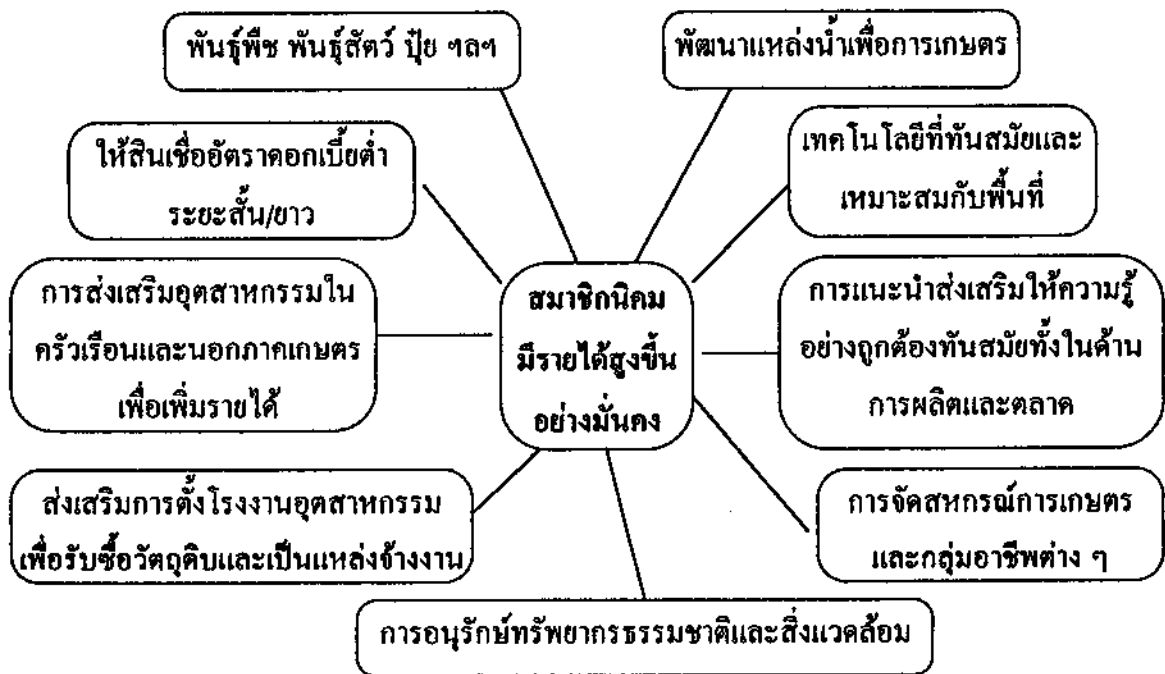 พันธุ์พืช พันธุ์สัตว์ ปุ๋ย ฯลฯ
พัฒนาแหล่งน้ำเพื่อการเกษตร
ให้สินเชื่ออัตราดอกเบี้ยต่ำ
ระยะสั้น/ยาว
เทคโนโลยีที่ทันสมัยและ
เหมาะสมกับพื้นที่
การส่งเสริมอุตสาหกรรมใน
ครัวเรือนและนอกภาคเกษตร
เพื่อเพิ่มรายได้
สมาชิกนิคม
มีรายได้สูงขึ้น
อย่างมั่นคง
การแนะนำส่งเสริมให้ความรู้
อย่างถูกต้องทันสมัยทั้งในด้าน
การผลิตและตลาด
ส่งเสริมการตั้งโรงงานอุตสาหกรรม
เพื่อรับซื้อวัตถุดิบและเป็นแหล่งจ้างงาน
การจัดสหกรณ์การเกษตร
และกลุ่มอาชีพต่าง ๆ
การอนุรักษ์ทรัพยากรธรรมชาติและสิ่งแวดล้อม